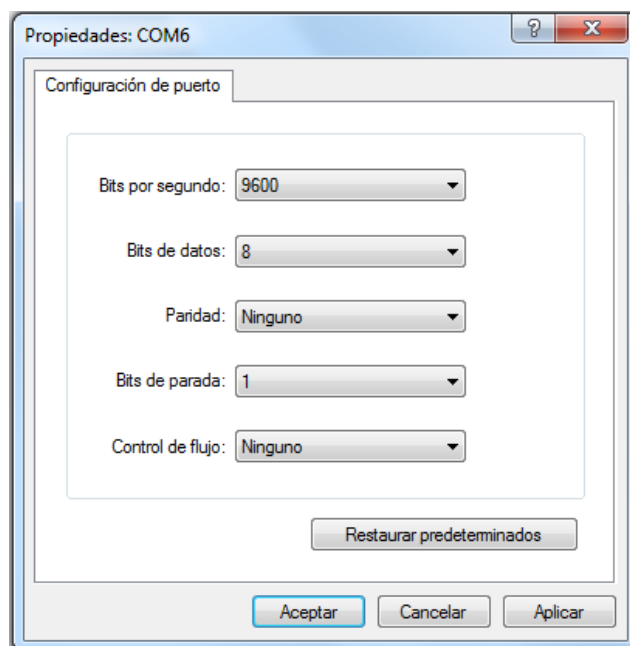 Propiedades: COM6
Configuración de puerto
Bits por segundo: 9600
Bits de datos: 8
Paridad: Ninguno
Bits de parada: 1
Control de flujo: Ninguno
Restaurar predeterminados
Aceptar Cancelar Aplicar